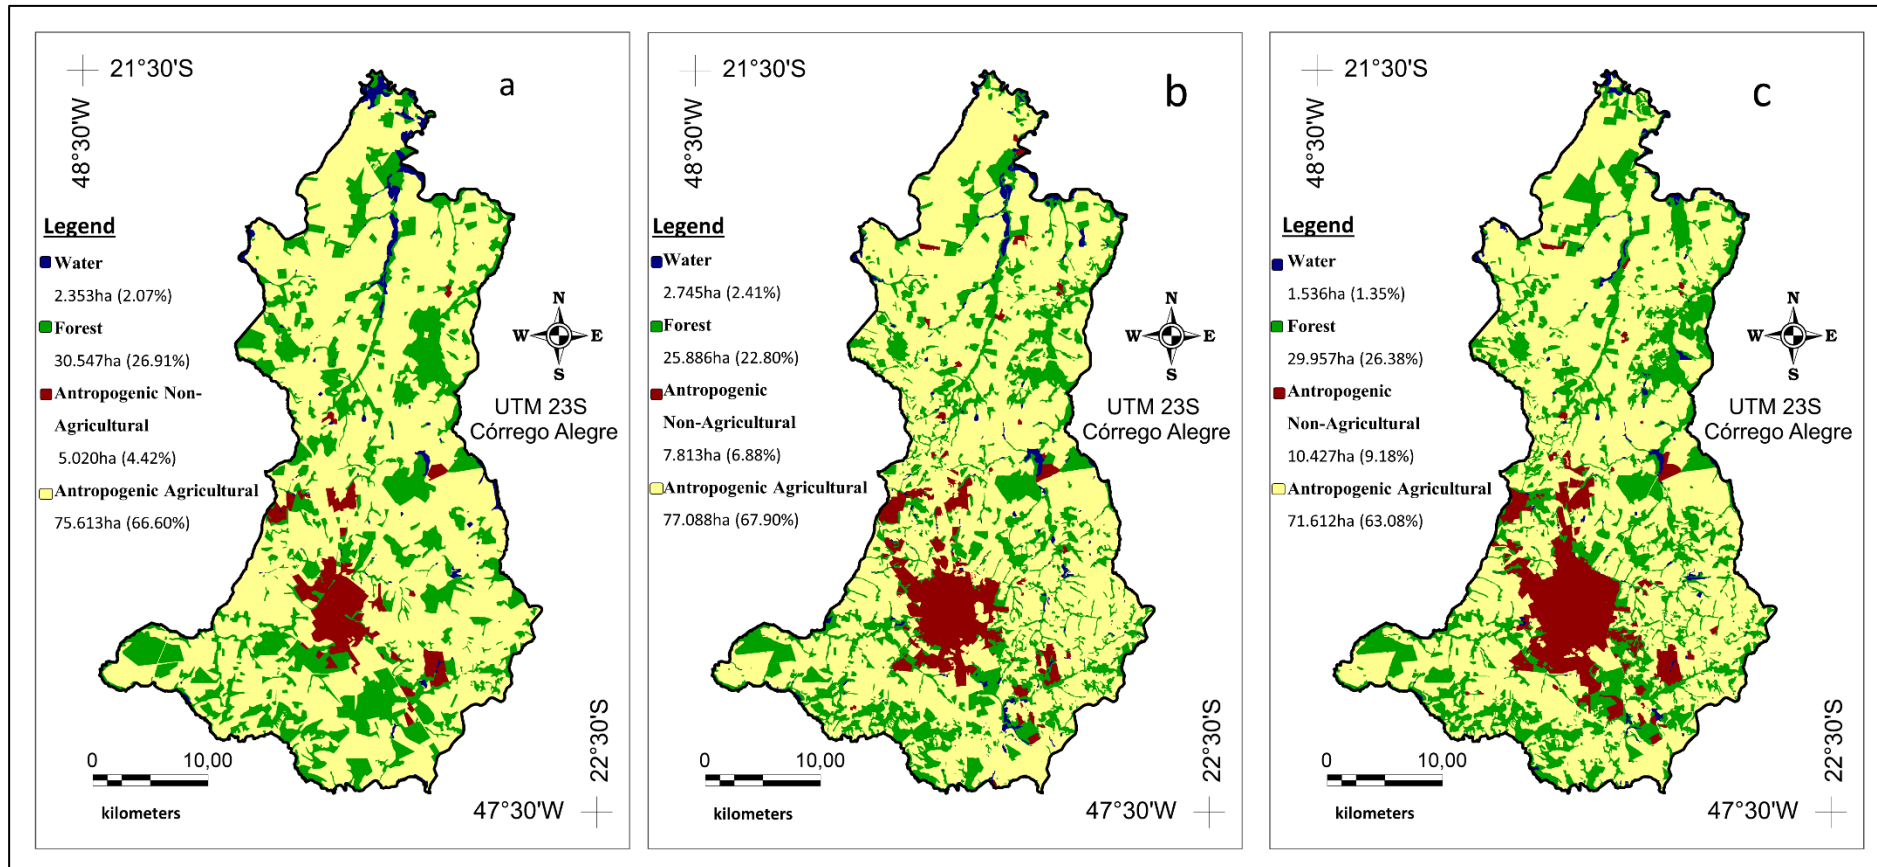 21°30'S
a
48°30'W
Legend
Water
2.353ha (2.07%)
Forest
30.547ha (26.91%)
Antropogenic Non-
Agricultural
5.020ha (4.42%)
Antropogenic Agricultural
75.613ha (66.60%)
N
W E
S
UTM 23S
Córrego Alegre
0 10,00
kilometers
22°30'S
47°30'W
21°30'S
b
48°30'W
Legend
Water
2.745ha (2.41%)
Forest
25.886ha (22.80%)
Antropogenic
Non-Agricultural
7.813ha (6.88%)
Antropogenic Agricultural
77.088ha (67.90%)
N
W E
S
UTM 23S
Córrego Alegre
0 10,00
kilometers
22°30'S
47°30'W
21°30'S
c
48°30'W
Legend
Water
1.536ha (1.35%)
Forest
29.957ha (26.38%)
Antropogenic
Non-Agricultural
10.427ha (9.18%)
Antropogenic Agricultural
71.612ha (63.08%)
N
W E
S
UTM 23S
Córrego Alegre
0 10,00
kilometers
22°30'S
47°30'W